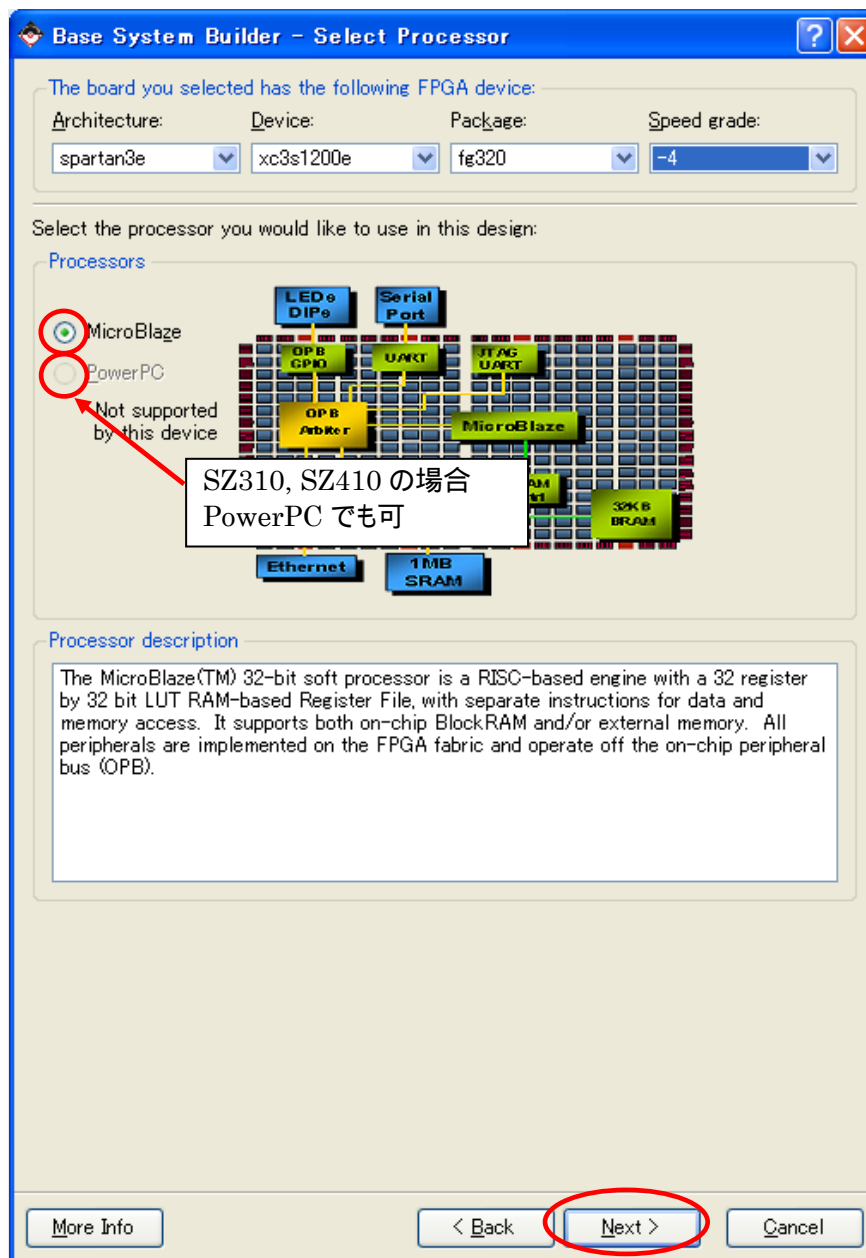 Base System Builder - Select Processor
The board you selected has the following FPGA device:
Architecture: Device: Package: Speed grade:
spartan3e xc3s1200e fg320 -4
Select the processor you would like to use in this design:
Processors
LEDs
DIPs
Serial
Port
MicroBlaze
OPB
GPIO
UART
JTAG
UART
PowerPC
Not supported
by this device
OPB
Arbiter
MicroBlaze
SZ310, SZ410 の場合
PowerPC でも可
32KB
BRAM
Ethernet
1MB
SRAM
Processor description
The MicroBlaze(TM) 32-bit soft processor is a RISC-based engine with a 32 register
by 32 bit LUT RAM-based Register File, with separate instructions for data and
memory access. It supports both on-chip BlockRAM and/or external memory. All
peripherals are implemented on the FPGA fabric and operate off the on-chip peripheral
bus (OPB).
More Info < Back Next > Cancel